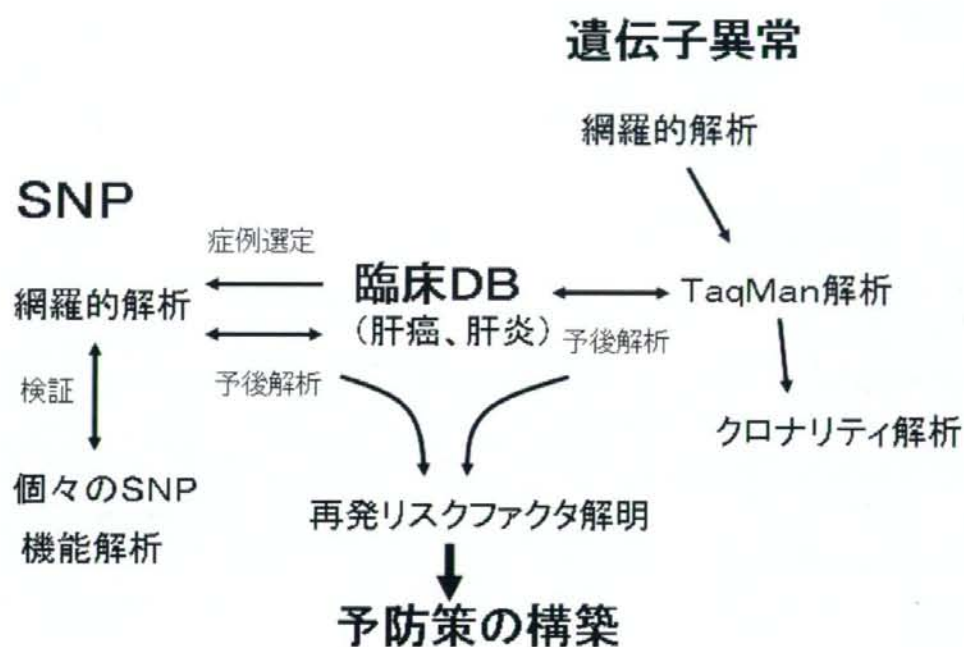 遺伝子異常
網羅的解析
SNP
症例選定
臨床DB
TaqMan解析
網羅的解析
(肝癌、肝炎)
予後解析
検証
予後解析
クロナリティ解析
個々のSNP
再発リスクファクタ解明
機能解析
予防策の構築